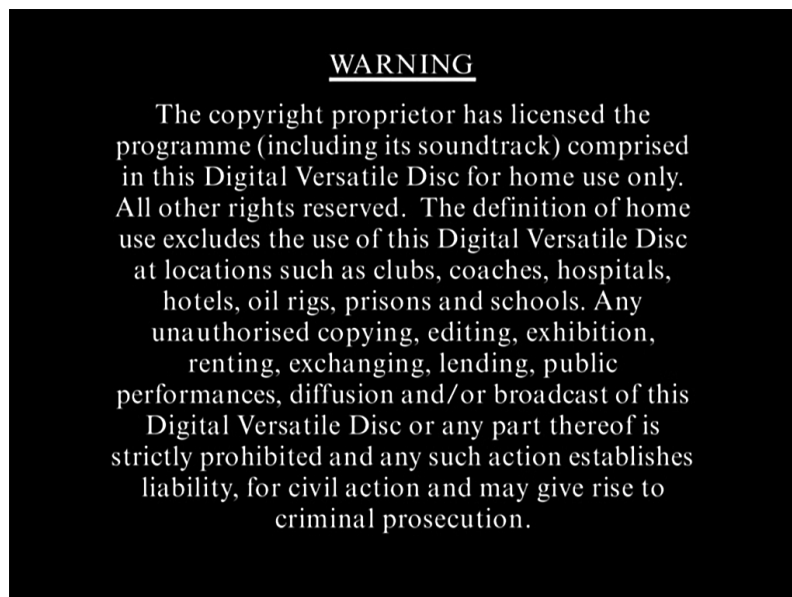 WARNING
The copyright proprietor has licensed the
programme (including its soundtrack) comprised
in this Digital Versatile Disc for home use only.
All other rights reserved.  The definition of home
use excludes the use of this Digital Versatile Disc
at locations such as clubs, coaches, hospitals,
hotels, oil rigs, prisons and schools. Any
unauthorised copying, editing, exhibition,
renting, exchanging, lending, public
performances, diffusion and/or broadcast of this
Digital Versatile Disc or any part thereof is
strictly prohibited and any such action establishes
liability, for civil action and may give rise to
criminal prosecution.